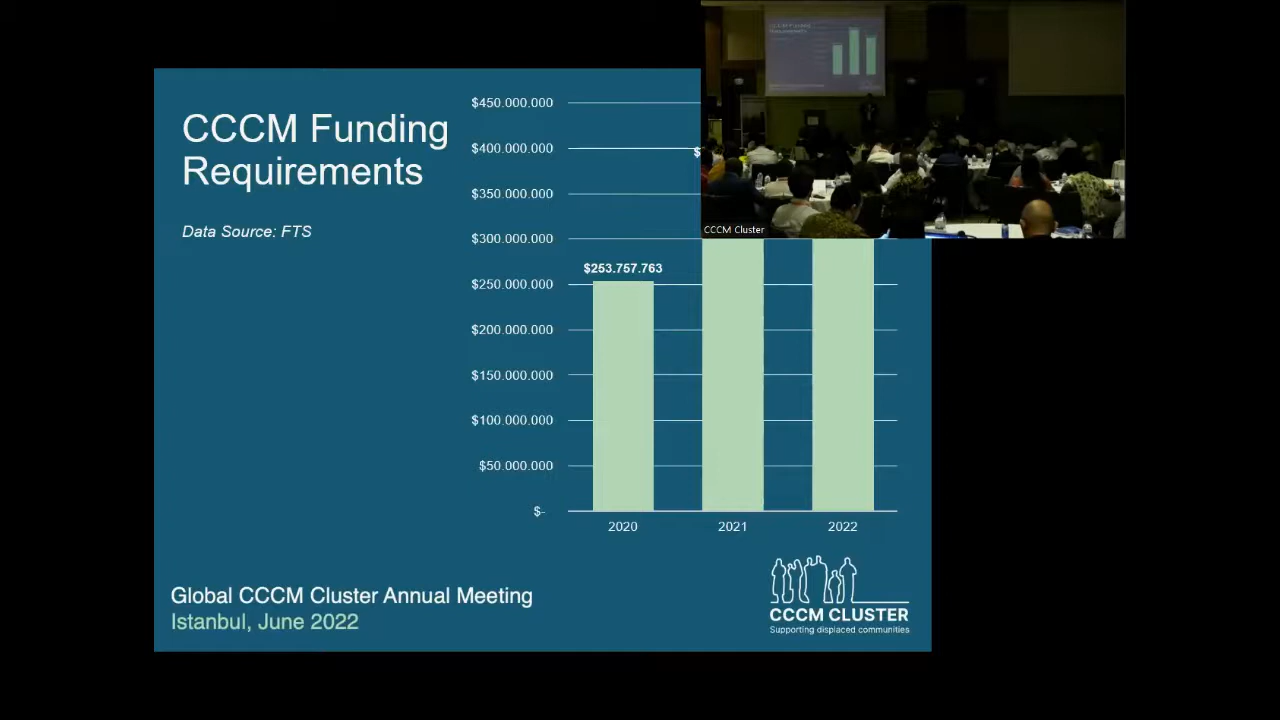 CCCM Funding
Requirements
Data Source: FTS
$450.000.000
$400.000.000
$
$350.000.000
$300.000.000
$250.000.000
$200.000.000
$150.000.000
$100.000.000
$50.000.000
$-
$253.757.763
2020
2021
2022
CCCM Cluster
Global CCCM Cluster Annual Meeting
Istanbul, June 2022
CCCM CLUSTER
Supporting displaced communities